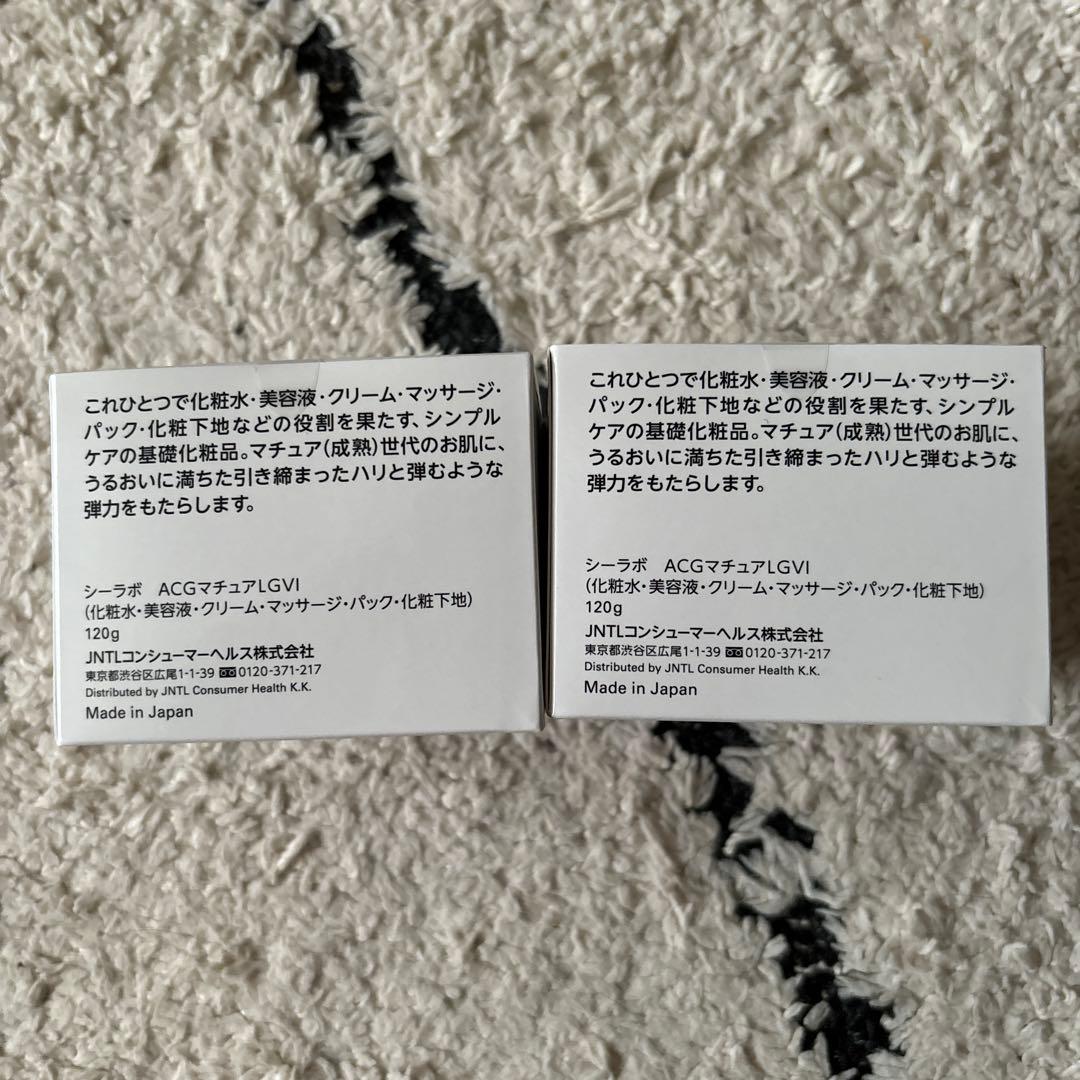 これひとつで化粧水・美容液・クリーム・マッサージ・
パック・化粧下地などの役割を果たす、シンプル
ケアの基礎化粧品。マチュア(成熟)世代のお肌に、
うるおいに満ちた引き締まったハリと弾むような
弾力をもたらします。
シーラボ ACGマチュアLGVI
(化粧水・美容液・クリーム・マッサージ・パック・化粧下地)
120g
JNTLコンシューマーヘルス株式会社
東京都渋谷区広尾1-1-39 0120-371-217
Distributed by JNTL Consumer Health K.K.
Made in Japan
これひとつで化粧水・美容液・クリーム・マッサージ・
パック・化粧下地などの役割を果たす、シンプル
ケアの基礎化粧品。マチュア(成熟)世代のお肌に、
うるおいに満ちた引き締まったハリと弾むような
弾力をもたらします。
シーラボ ACGマチュアLGVI
(化粧水・美容液・クリーム・マッサージ・パック・化粧下地)
120g
JNTLコンシューマーヘルス株式会社
東京都渋谷区広尾1-1-39 0120-371-217
Distributed by JNTL Consumer Health K.K.
Made in Japan